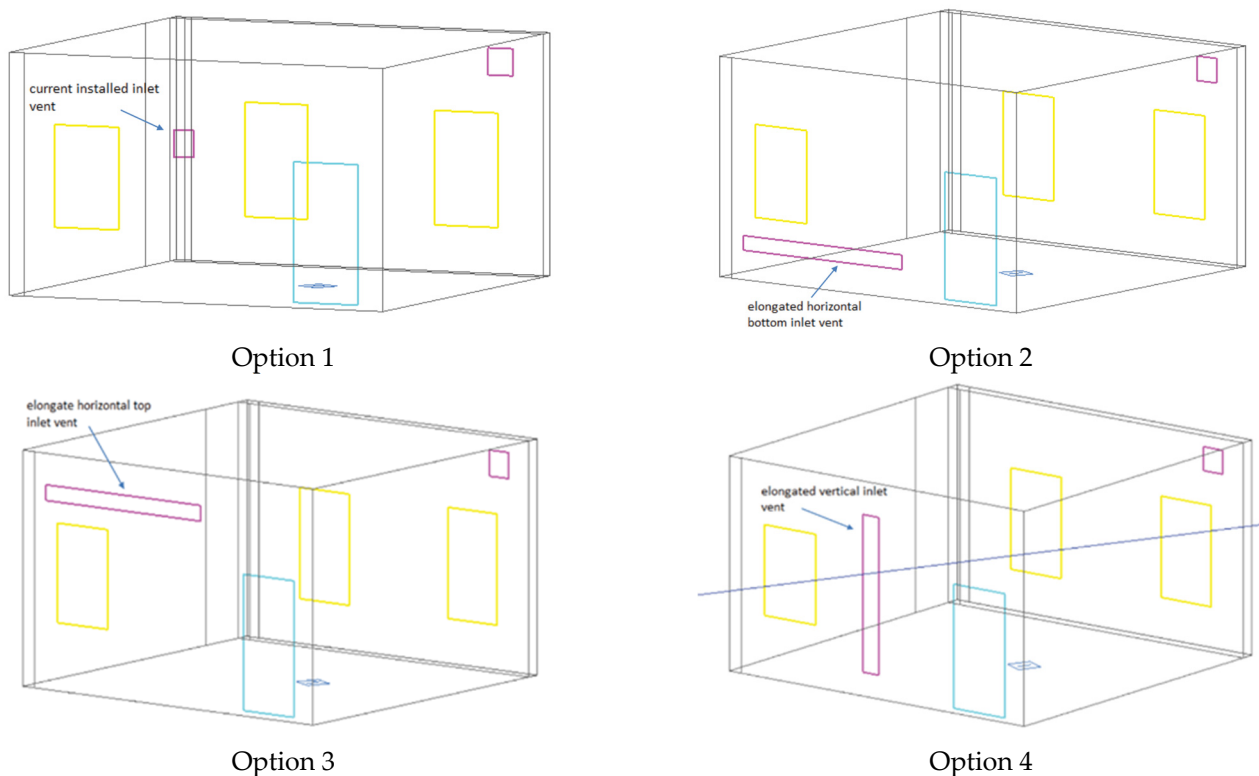 current installed inlet
vent
Option 1
elongated horizontal
bottom inlet vent
Option 2
elongate horizontal top
inlet vent
Option 3
elongated vertical inlet
vent
Option 4